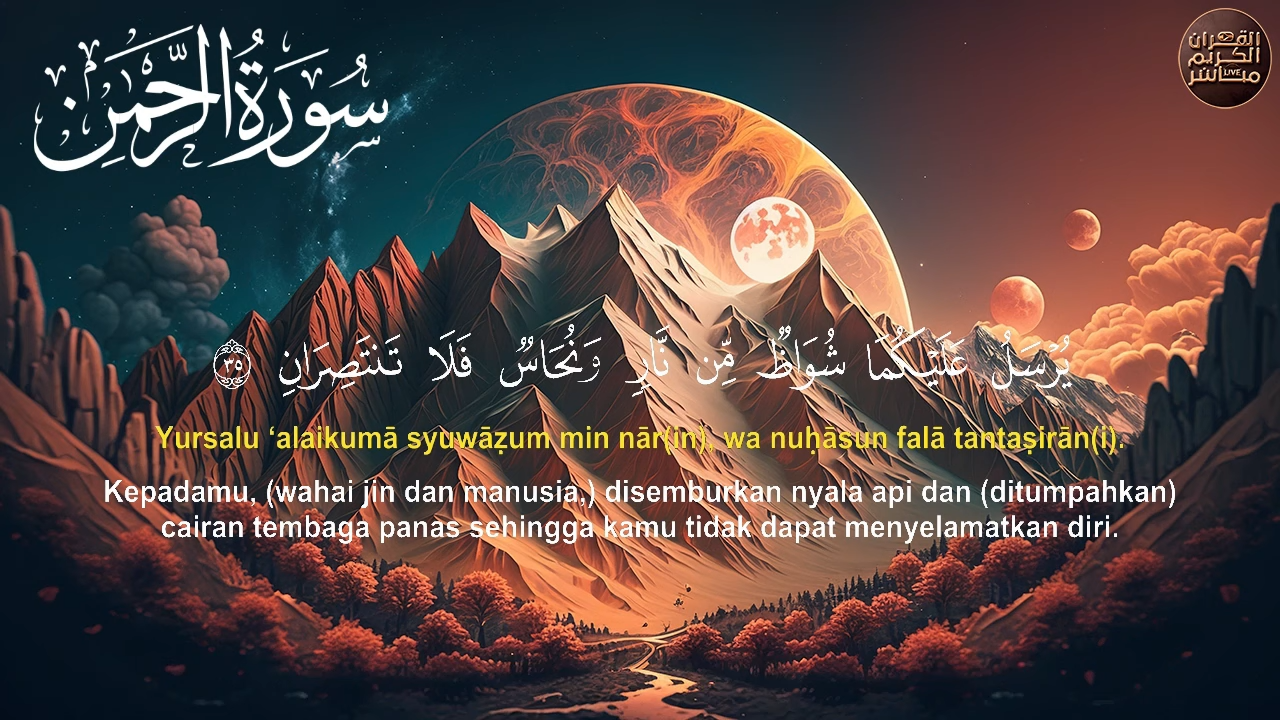 سُورَةُ الرَّحْمَٰنِ
القرآن
الكريم
مباشر
LIVE
يُرْسَلُ عَلَيْكُمَا شُوَاظٌ مِّن نَّارٍ وَنُحَاسٌ فَلَا تَنتَصِرَانِ ٣٥
Yursalu ‘alaikumā syuwāẓum min nār(in), wa nuḥāsun falā tantaṣirān(i).
Kepadamu, (wahai jin dan manusia,) disemburkan nyala api dan (ditumpahkan)
cairan tembaga panas sehingga kamu tidak dapat menyelamatkan diri.